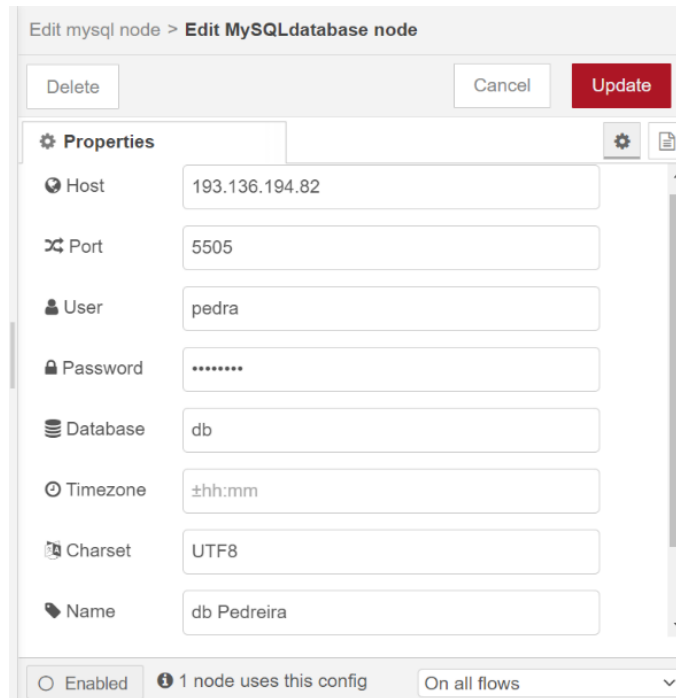 Edit mysql node > Edit MySQLdatabase node
Delete Cancel Update
Properties
Host 193.136.194.82
Port 5505
User pedra
Password ••••••••
Database db
Timezone ±hh:mm
Charset UTF8
Name db Pedreira
Enabled 1 node uses this config On all flows